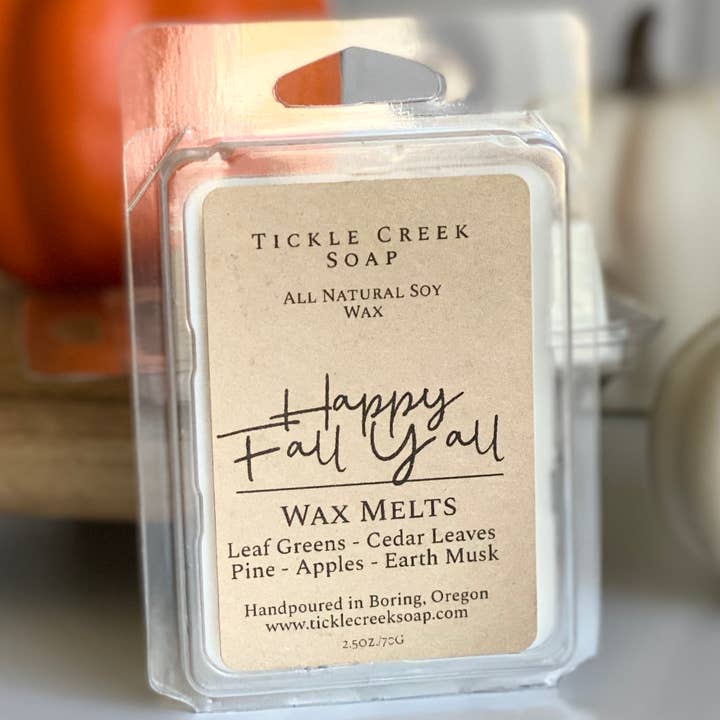 TICKLE CREEK
SOAP
ALL NATURAL SOY
WAX
Happy
Fall Y'all
WAX MELTS
Leaf Greens - Cedar Leaves
Pine - Apples - Earth Musk
Handpoured in Boring, Oregon
www.ticklecreeksoap.com
2.5OZ./70G